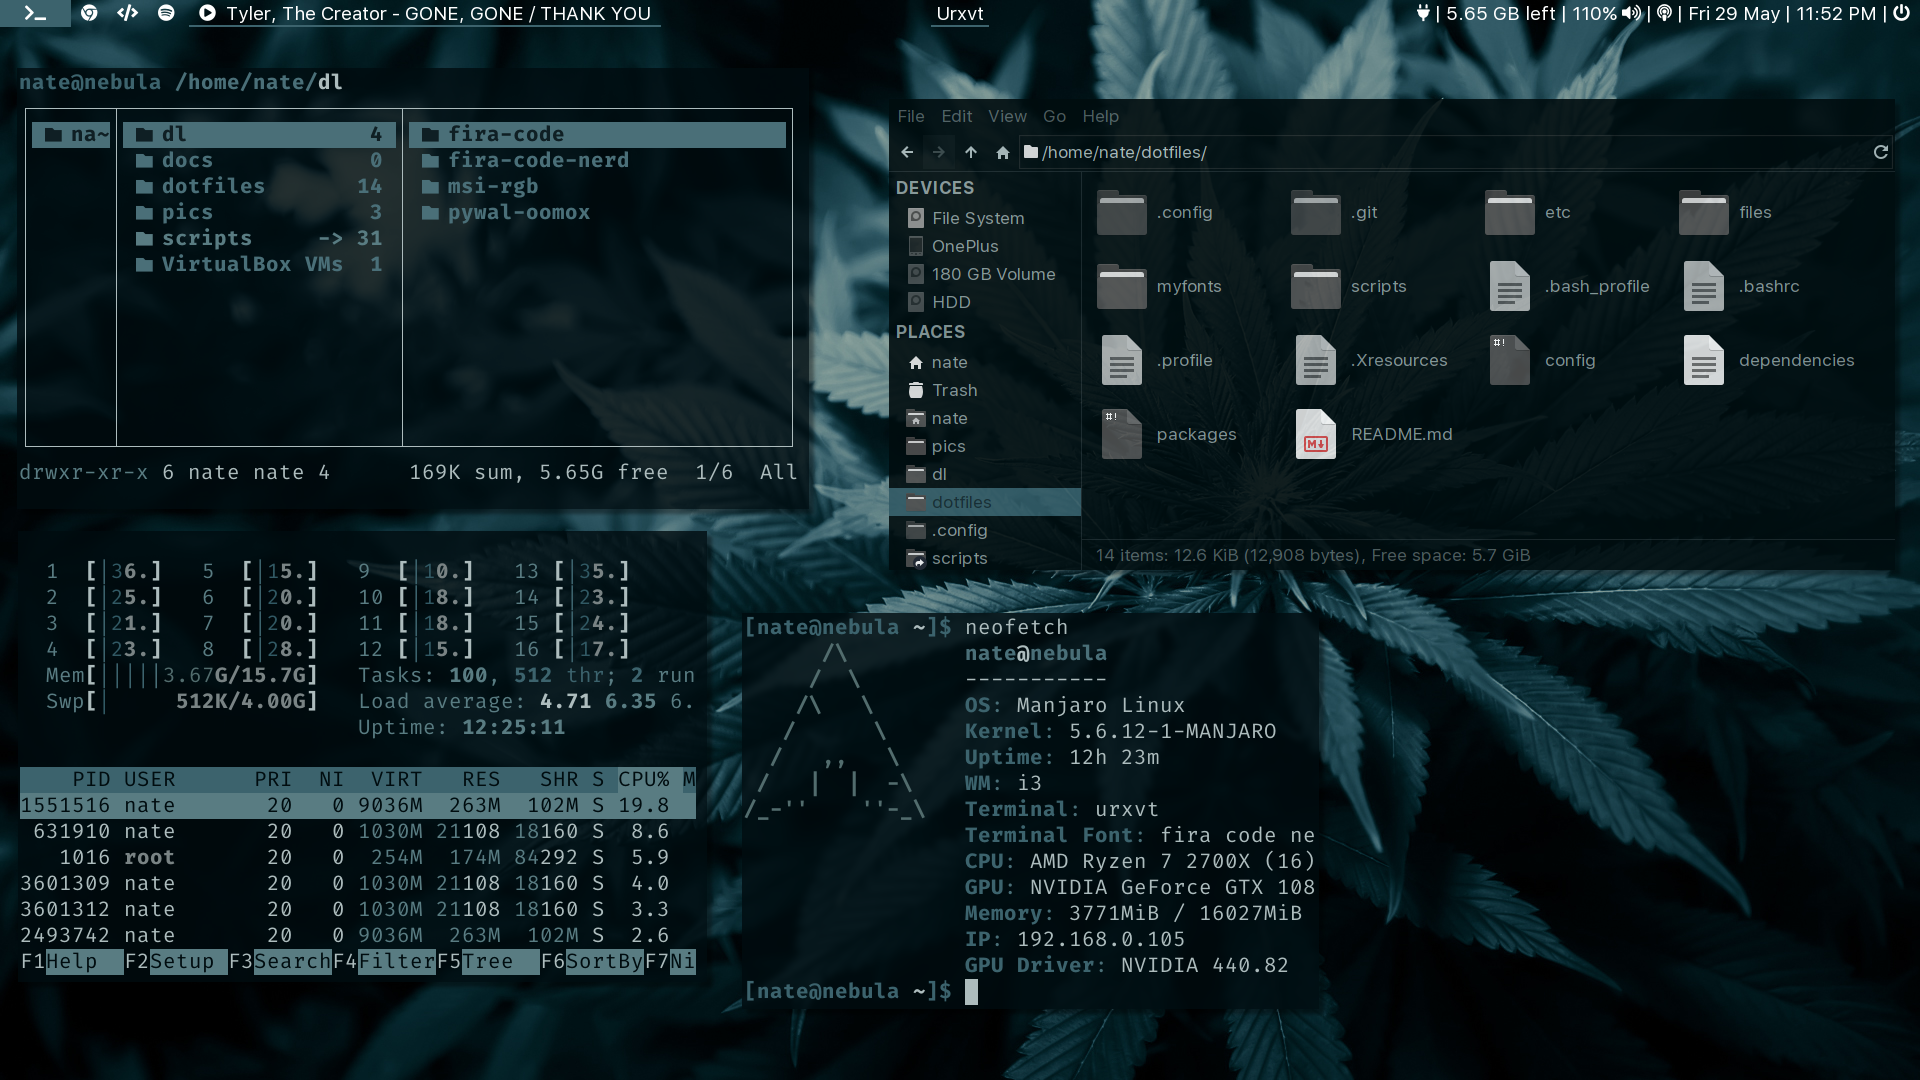 Tyler, The Creator - GONE, GONE / THANK YOU
Urxvt
| 5.65 GB left | 110% | | Fri 29 May | 11:52 PM |
nate@nebula /home/nate/dl
na~
dl 4
docs 0
dotfiles 14
pics 3
scripts -> 31
VirtualBox VMs 1
fira-code
fira-code-nerd
msi-rgb
pywal-oomox
drwxr-xr-x 6 nate nate 4 169K sum, 5.65G free 1/6 All
File Edit View Go Help
/home/nate/dotfiles/
DEVICES
File System
OnePlus
180 GB Volume
HDD
PLACES
nate
Trash
nate
pics
dl
dotfiles
.config
scripts
.config .git etc files
myfonts scripts .bash_profile .bashrc
.profile .Xresources config dependencies
packages README.md
14 items: 12.6 KiB (12,908 bytes), Free space: 5.7 GiB
1 [|36.] 5 [|15.] 9 [|10.] 13 [|35.]
2 [|25.] 6 [|20.] 10 [|18.] 14 [|23.]
3 [|21.] 7 [|20.] 11 [|18.] 15 [|24.]
4 [|23.] 8 [|28.] 12 [|15.] 16 [|17.]
Mem[|||||3.67G/15.7G] Tasks: 100, 512 thr; 2 run
Swp[| 512K/4.00G] Load average: 4.71 6.35 6.
Uptime: 12:25:11
PID USER PRI NI VIRT RES SHR S CPU% M
1551516 nate 20 0 9036M 263M 102M S 19.8
631910 nate 20 0 1030M 21108 18160 S 8.6
1016 root 20 0 254M 174M 84292 S 5.9
3601309 nate 20 0 1030M 21108 18160 S 4.0
3601312 nate 20 0 1030M 21108 18160 S 3.3
2493742 nate 20 0 9036M 263M 102M S 2.6
F1Help F2Setup F3SearchF4FilterF5Tree F6SortByF7Ni
[nate@nebula ~]$ neofetch
nate@nebula
-----------
OS: Manjaro Linux
Kernel: 5.6.12-1-MANJARO
Uptime: 12h 23m
WM: i3
Terminal: urxvt
Terminal Font: fira code ne
CPU: AMD Ryzen 7 2700X (16)
GPU: NVIDIA GeForce GTX 108
Memory: 3771MiB / 16027MiB
IP: 192.168.0.105
GPU Driver: NVIDIA 440.82
[nate@nebula ~]$